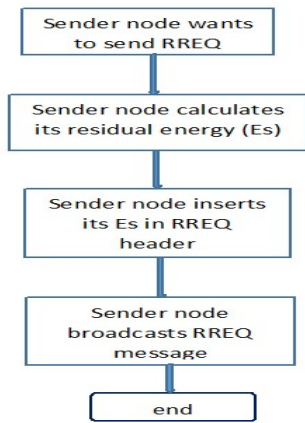 Sender node wants
to send RREQ
Sender node calculates
its residual energy (Es)
Sender node inserts
its Es in RREQ
header
Sender node
broadcasts RREQ
message
end